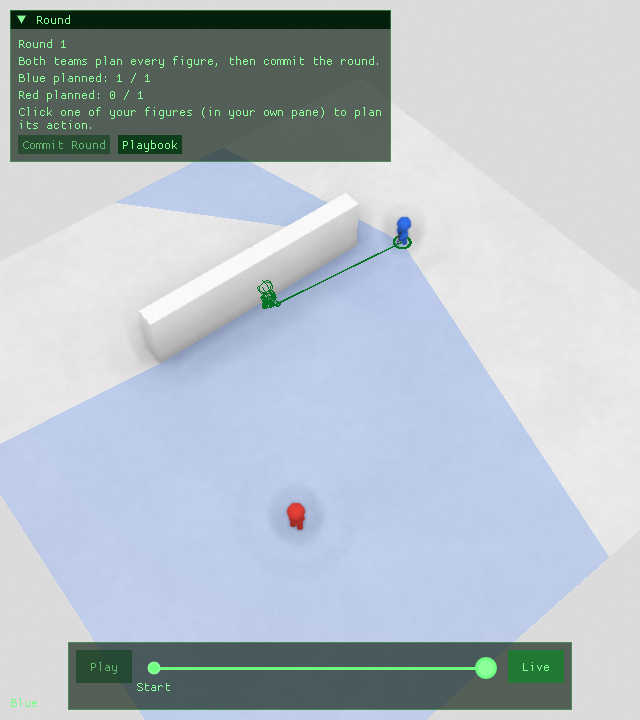 Round
Round 1
Both teams plan every figure, then commit the round.
Blue planned: 1 / 1
Red planned: 0 / 1
Click one of your figures (in your own pane) to plan
its action.
Commit Round Playbook
Play
Live
Start
Blue